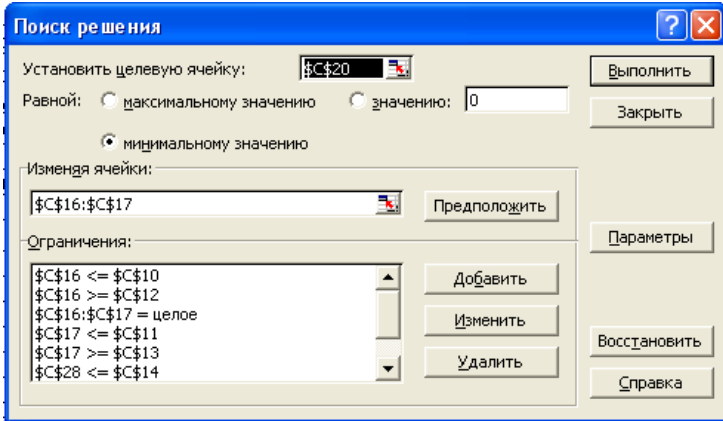 Поиск решения
Установить целевую ячейку: $C$20
Выполнить
Равной: максимальному значению значению: 0
Закрыть
минимальному значению
Изменяя ячейки:
$C$16:$C$17
Предположить
Ограничения:
Параметры
$C$16 <= $C$10
$C$16 >= $C$12
$C$16:$C$17 = целое
$C$17 <= $C$11
$C$17 >= $C$13
$C$28 <= $C$14
Добавить
Изменить
Удалить
Восстановить
Справка